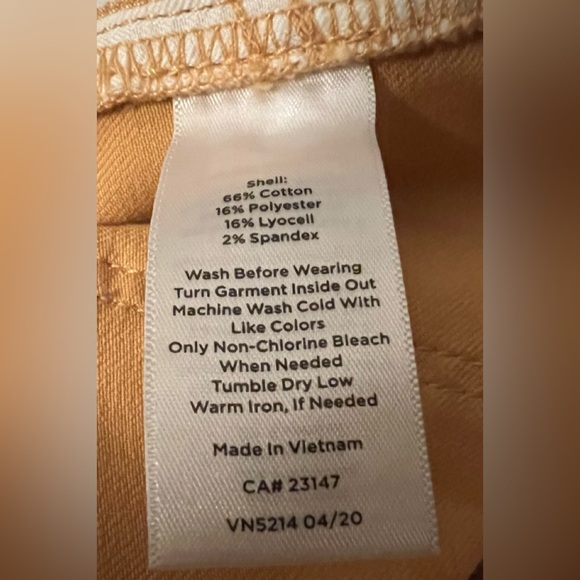 Shell:
66% Cotton
16% Polyester
16% Lyocell
2% Spandex
Wash Before Wearing
Turn Garment Inside Out
Machine Wash Cold With
Like Colors
Only Non-Chlorine Bleach
When Needed
Tumble Dry Low
Warm Iron, If Needed
Made In Vietnam
CA# 23147
VN5214 04/20